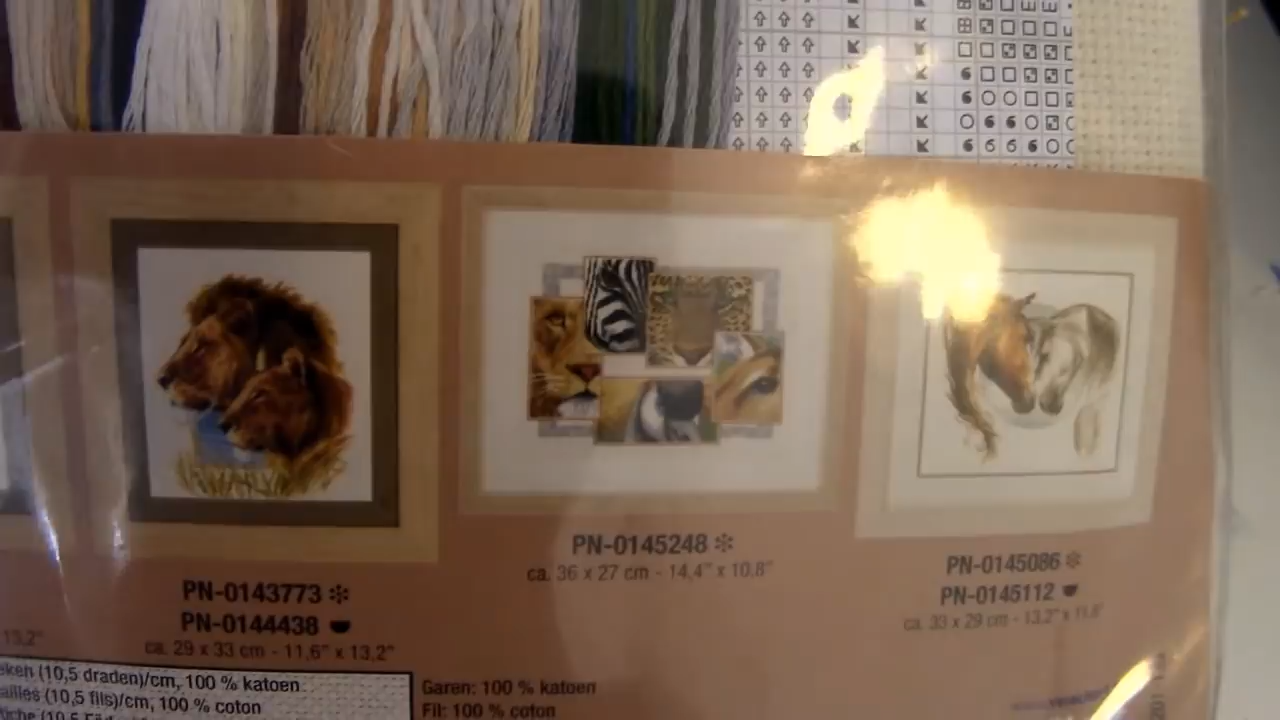 PN-0143773 ✻
PN-0144438
ca. 29 x 33 cm - 11,6" x 13,2"
PN-0145248 ✻
ca. 36 x 27 cm - 14,4" x 10,8"
PN-0145086 ✻
PN-0145112
ca. 33 x 29 cm - 13,2" x
13,2"
(10,5 draden)/cm, 100 % katoen
(10,5 fils)/cm, 100 % coton
Garen: 100 % katoen
Fil: 100 % coton